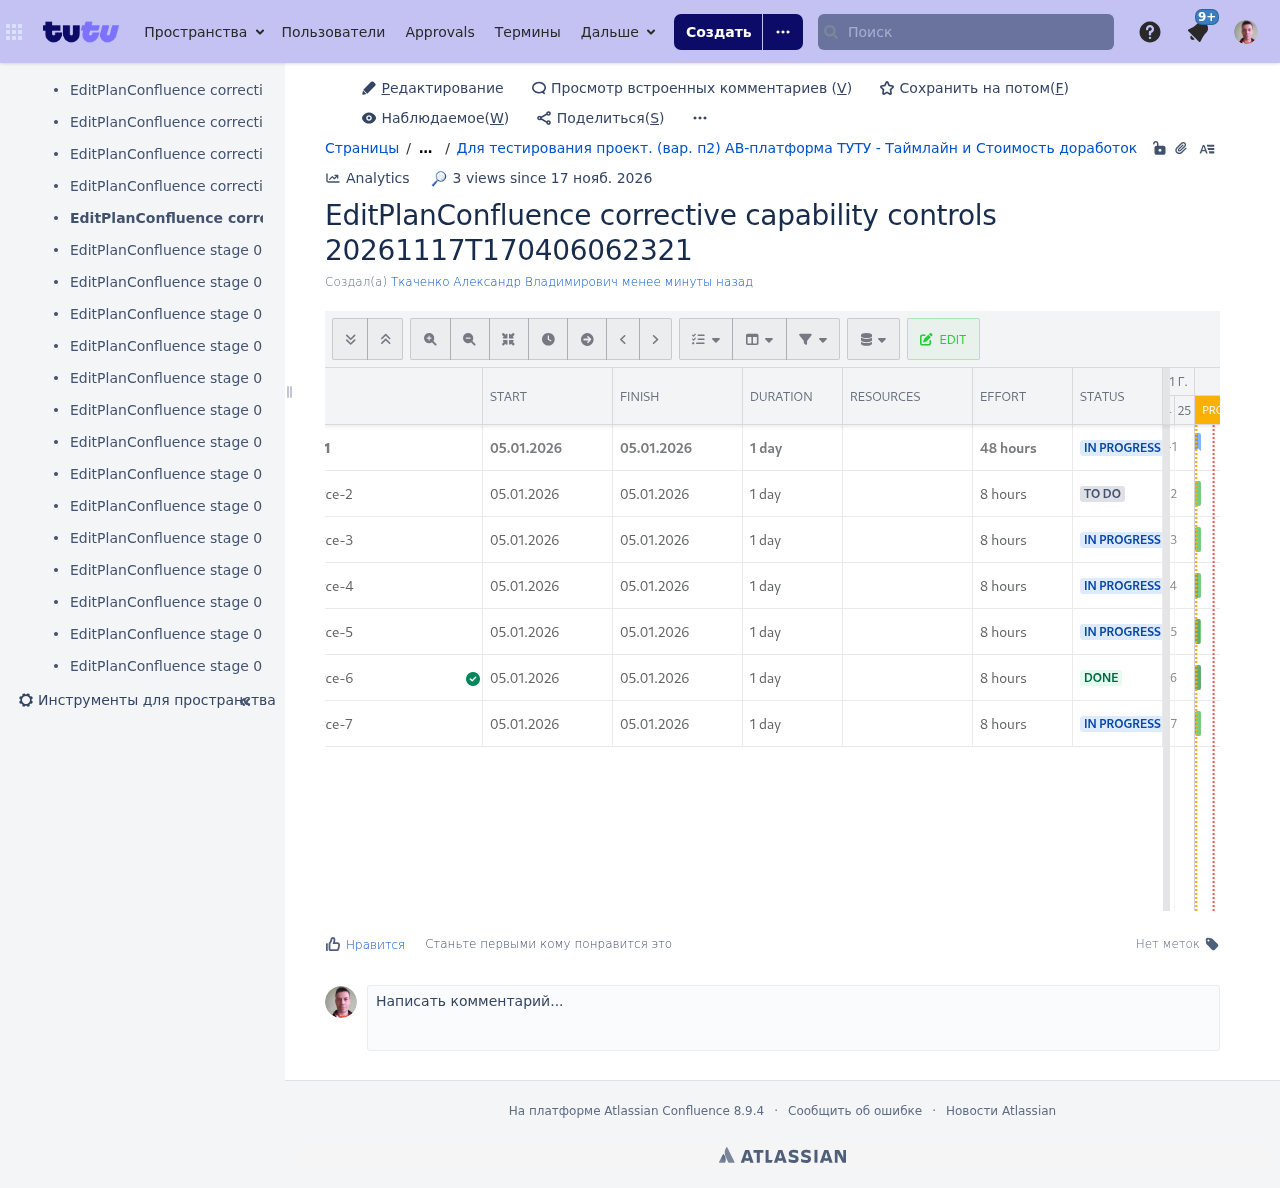 tutu Пространства Пользователи Approvals Термины Дальше Создать Поиск 9+
EditPlanConfluence correcti
EditPlanConfluence correcti
EditPlanConfluence correcti
EditPlanConfluence correcti
EditPlanConfluence corre
EditPlanConfluence stage 0
EditPlanConfluence stage 0
EditPlanConfluence stage 0
EditPlanConfluence stage 0
EditPlanConfluence stage 0
EditPlanConfluence stage 0
EditPlanConfluence stage 0
EditPlanConfluence stage 0
EditPlanConfluence stage 0
EditPlanConfluence stage 0
EditPlanConfluence stage 0
EditPlanConfluence stage 0
EditPlanConfluence stage 0
EditPlanConfluence stage 0
Инструменты для пространства
Редактирование Просмотр встроенных комментариев (V) Сохранить на потом(F)
Наблюдаемое(W) Поделиться(S)
Страницы / ... / Для тестирования проект. (вар. п2) АВ-платформа ТУТУ - Таймлайн и Стоимость доработок
Analytics 3 views since 17 нояб. 2026
EditPlanConfluence corrective capability controls
20261117T170406062321
Создал(а) Ткаченко Александр Владимирович менее минуты назад
EDIT
START FINISH DURATION RESOURCES EFFORT STATUS 1 Г.
25 PRO
1 05.01.2026 05.01.2026 1 day 48 hours IN PROGRESS -1
ce-2 05.01.2026 05.01.2026 1 day 8 hours TO DO 2
ce-3 05.01.2026 05.01.2026 1 day 8 hours IN PROGRESS 3
ce-4 05.01.2026 05.01.2026 1 day 8 hours IN PROGRESS 4
ce-5 05.01.2026 05.01.2026 1 day 8 hours IN PROGRESS 5
ce-6 05.01.2026 05.01.2026 1 day 8 hours DONE 6
ce-7 05.01.2026 05.01.2026 1 day 8 hours IN PROGRESS 7
Нравится Станьте первыми кому понравится это Нет меток
Написать комментарий...
На платформе Atlassian Confluence 8.9.4 · Сообщить об ошибке · Новости Atlassian
ATLASSIAN